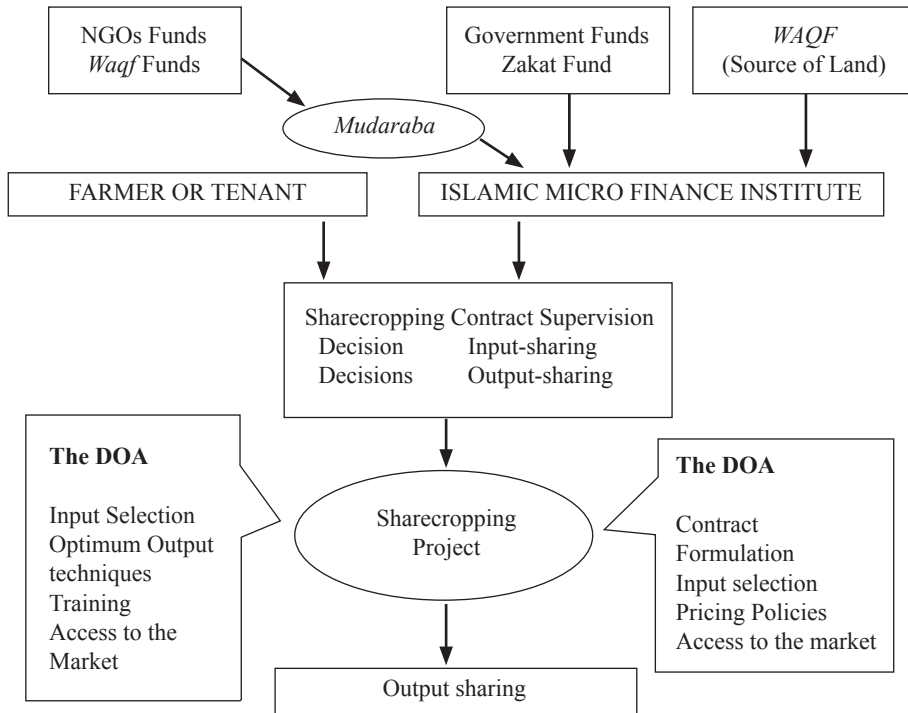 NGOs Funds
Waqf Funds
Government Funds
Zakat Fund
WAQF
(Source of Land)
Mudaraba
FARMER OR TENANT
ISLAMIC MICRO FINANCE INSTITUTE
Sharecropping Contract Supervision
Decision Input-sharing
Decisions Output-sharing
The DOA
Input Selection
Optimum Output
techniques
Training
Access to the
Market
Sharecropping
Project
The DOA
Contract
Formulation
Input selection
Pricing Policies
Access to the market
Output sharing